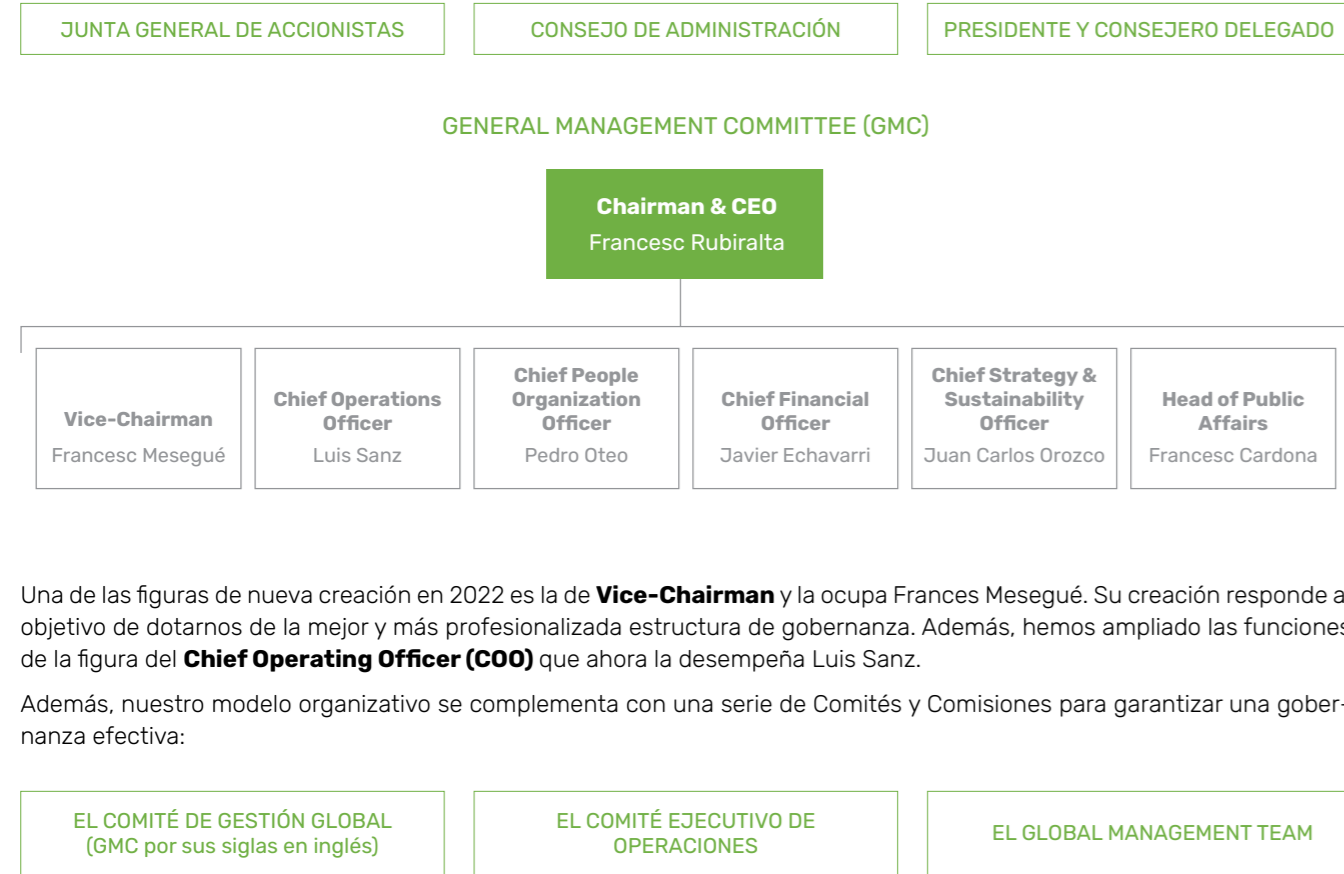 JUNTA GENERAL DE ACCIONISTAS
CONSEJO DE ADMINISTRACIÓN
PRESIDENTE Y CONSEJERO DELEGADO
GENERAL MANAGEMENT COMMITTEE (GMC)
Chairman & CEO
Francesc Rubiralta
Vice-Chairman
Francesc Mesegué
Chief Operations
Officer
Luis Sanz
Chief People
Organization
Officer
Pedro Oteo
Chief Financial
Officer
Javier Echavarri
Chief Strategy &
Sustainability
Officer
Juan Carlos Orozco
Head of Public
Affairs
Francesc Cardona
Una de las figuras de nueva creación en 2022 es la de Vice-Chairman y la ocupa Frances Mesegué. Su creación responde a
objetivo de dotarnos de la mejor y más profesionalizada estructura de gobernanza. Además, hemos ampliado las funciones
de la figura del Chief Operating Officer (COO) que ahora la desempeña Luis Sanz.
Además, nuestro modelo organizativo se complementa con una serie de Comités y Comisiones para garantizar una gober-
nanza efectiva:
EL COMITÉ DE GESTIÓN GLOBAL
(GMC por sus siglas en inglés)
EL COMITÉ EJECUTIVO DE
OPERACIONES
EL GLOBAL MANAGEMENT TEAM